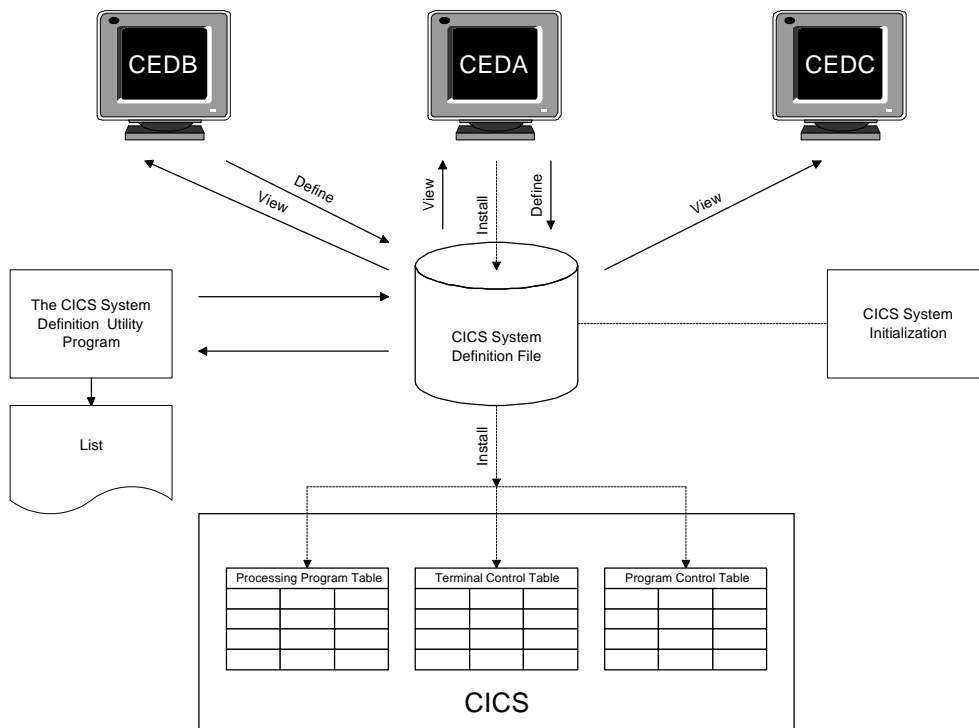 CEDB
CEDA
CEDC
Define
View
View
Install
Define
View
The CICS System
Definition Utility
Program
CICS System
Definition File
CICS System
Initialization
List
Install
Processing Program Table
Terminal Control Table
Program Control Table
CICS